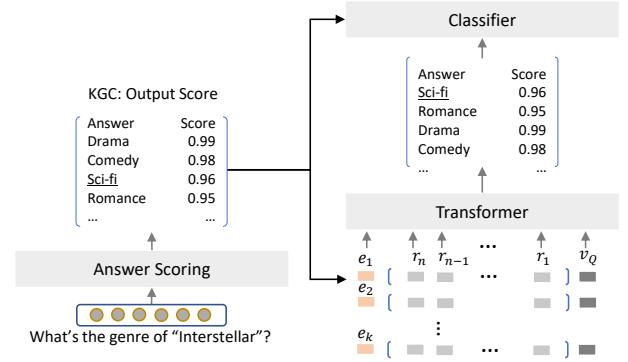 Classifier
Answer Score
Sci-fi 0.96
Romance 0.95
Drama 0.99
Comedy 0.98
... ...
KGC: Output Score
Answer Score
Drama 0.99
Comedy 0.98
Sci-fi 0.96
Romance 0.95
... ...
Transformer
Answer Scoring
What's the genre of "Interstellar"?
e₁ rₙ rₙ₋₁ ... r₁ v_Q
...
e₂
⋮
eₖ ...